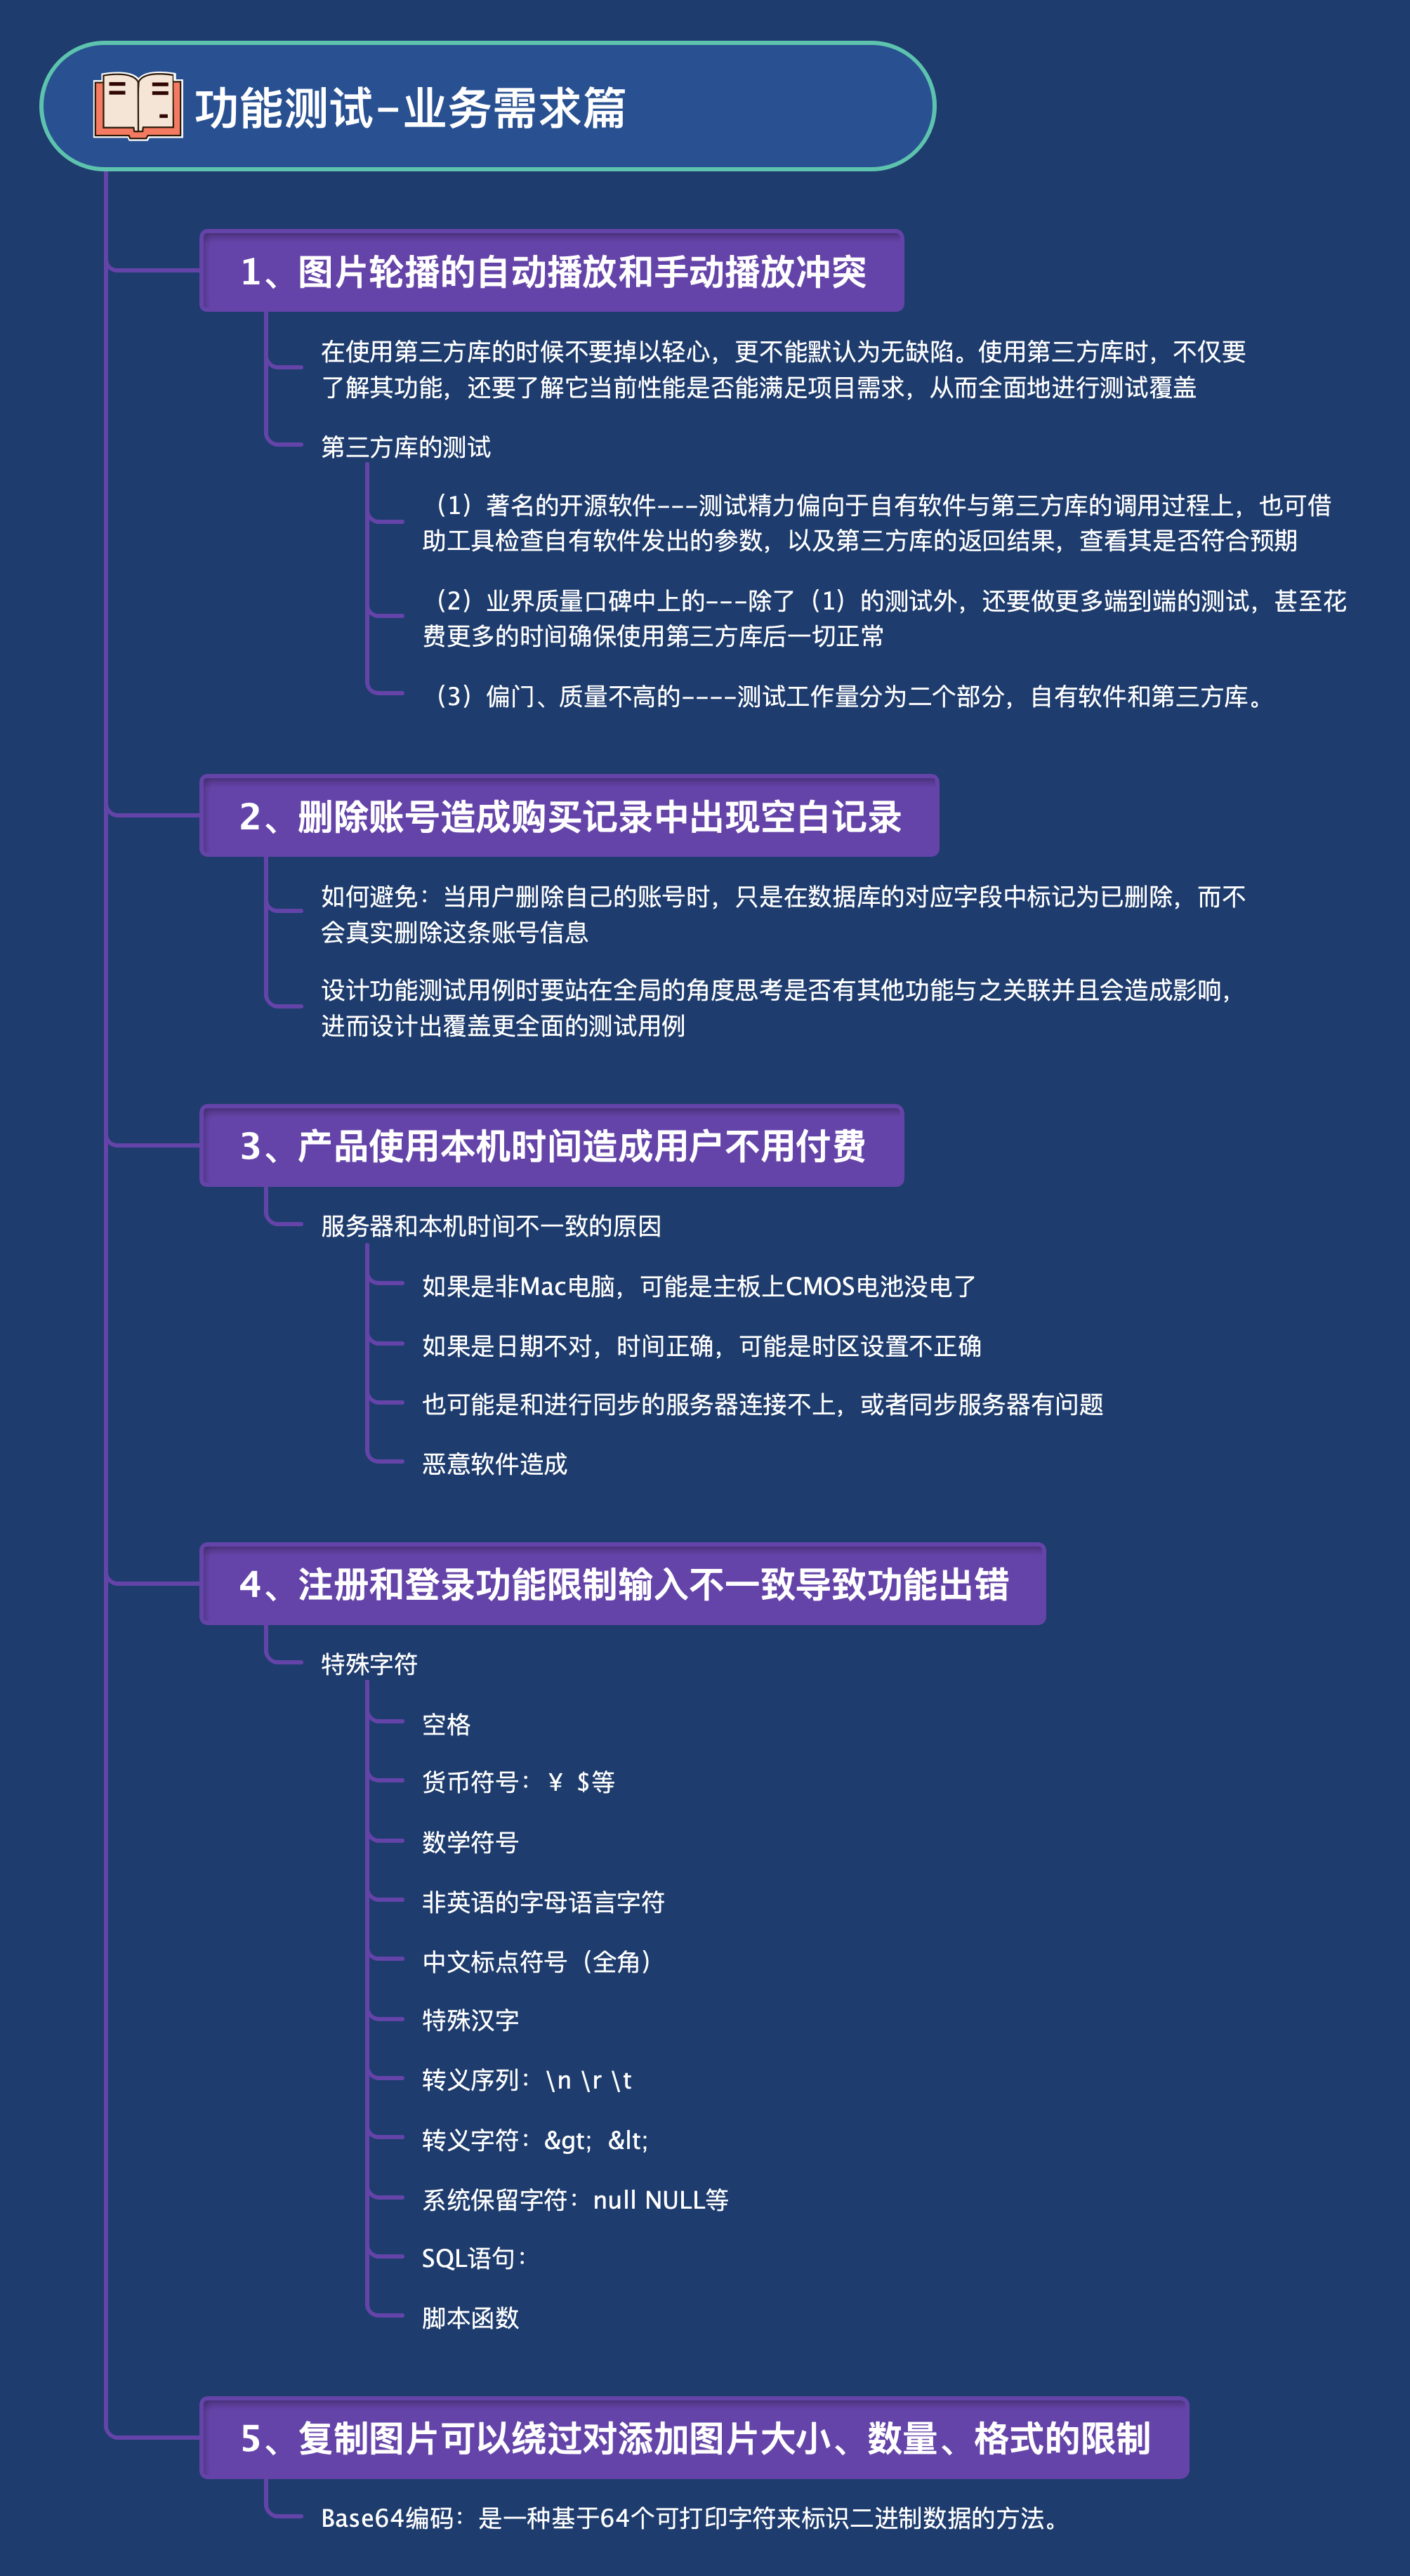 功能测试-业务需求篇
1、图片轮播的自动播放和手动播放冲突
在使用第三方库的时候不要掉以轻心，更不能默认为无缺陷。使用第三方库时，不仅要
了解其功能，还要了解它当前性能是否能满足项目需求，从而全面地进行测试覆盖
第三方库的测试
（1）著名的开源软件---测试精力偏向于自有软件与第三方库的调用过程上，也可借
助工具检查自有软件发出的参数，以及第三方库的返回结果，查看其是否符合预期
（2）业界质量口碑中上的---除了（1）的测试外，还要做更多端到端的测试，甚至花
费更多的时间确保使用第三方库后一切正常
（3）偏门、质量不高的----测试工作量分为二个部分，自有软件和第三方库。
2、删除账号造成购买记录中出现空白记录
如何避免：当用户删除自己的账号时，只是在数据库的对应字段中标记为已删除，而不
会真实删除这条账号信息
设计功能测试用例时要站在全局的角度思考是否有其他功能与之关联并且会造成影响，
进而设计出覆盖更全面的测试用例
3、产品使用本机时间造成用户不用付费
服务器和本机时间不一致的原因
如果是非Mac电脑，可能是主板上CMOS电池没电了
如果是日期不对，时间正确，可能是时区设置不正确
也可能是和进行同步的服务器连接不上，或者同步服务器有问题
恶意软件造成
4、注册和登录功能限制输入不一致导致功能出错
特殊字符
空格
货币符号：￥ $等
数学符号
非英语的字母语言字符
中文标点符号（全角）
特殊汉字
转义序列：\n \r \t
转义字符：&gt;  &lt;
系统保留字符：null NULL等
SQL语句：
脚本函数
5、复制图片可以绕过对添加图片大小、数量、格式的限制
Base64编码：是一种基于64个可打印字符来标识二进制数据的方法。